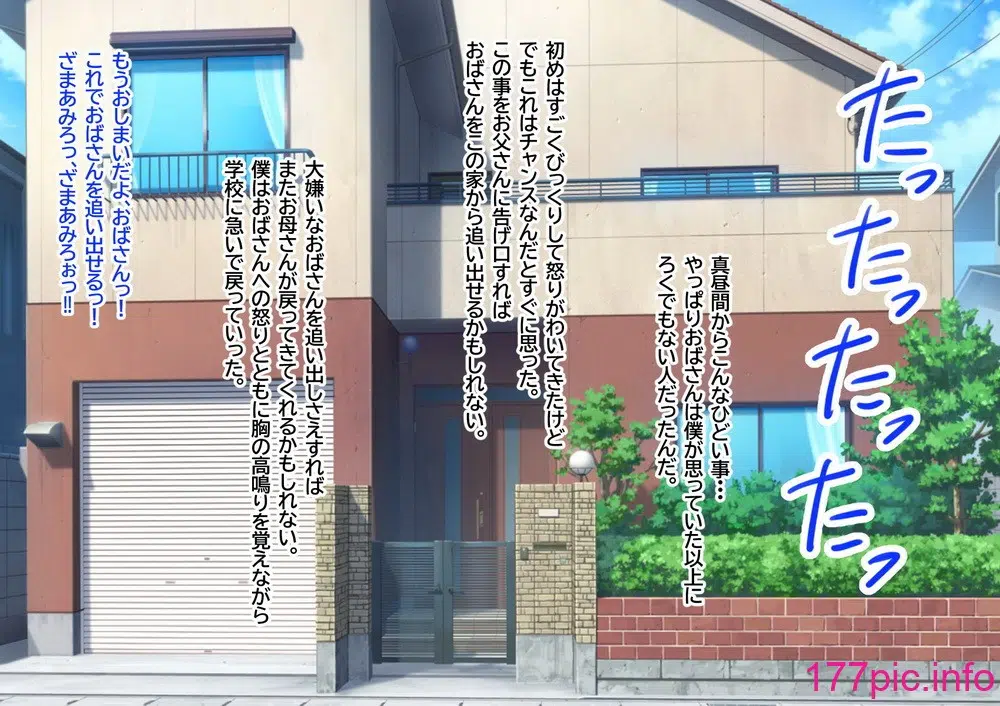 たっ
たっ
たっ
たっ
真昼間からこんなひどい事…
やっぱりおばさんは僕が思っていた以上に
ろくでもない人だったんだ。
初めはすごくびっくりして怒りがわいてきたけど
でもこれはチャンスなんだとすぐに思った。
この事をお父さんに告げ口すれば
おばさんをこの家から追い出せるかもしれない。
大嫌いなおばさんを追い出しさえすれば
またお母さんが戻ってきてくれるかもしれない。
僕はおばさんへの怒りとともに胸の高鳴りを覚えながら
学校に急いで戻っていった。
もうおしまいだよ、おばさんっ!
これでおばさんを追い出せるっ!
ざまあみろっ、ざまあみろぉっ!!
177pic.info